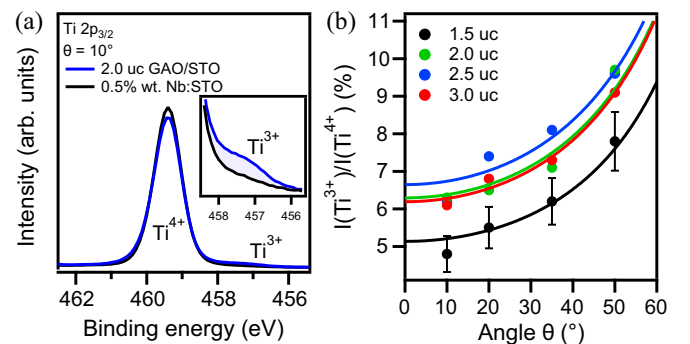 (a)
Ti 2p3/2
θ = 10°
2.0 uc GAO/STO
0.5% wt. Nb:STO
Ti3+
458 457 456
Ti4+
Ti3+
Intensity (arb. units)
462 460 458 456
Binding energy (eV)
(b)
11
10
9
8
7
6
5
I(Ti3+)/I(Ti4+) (%)
1.5 uc
2.0 uc
2.5 uc
3.0 uc
0 10 20 30 40 50 60
Angle θ (°)